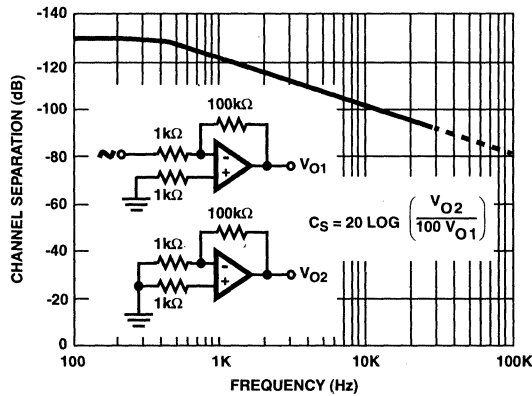 -140
-120
-100
-80
-60
-40
-20
0
CHANNEL SEPARATION (dB)
100kΩ
1kΩ
-
+
VO1
1kΩ
100kΩ
1kΩ
-
+
VO2
1kΩ
CS = 20 LOG (VO2 / 100 VO1)
100
1K
10K
100K
FREQUENCY (Hz)